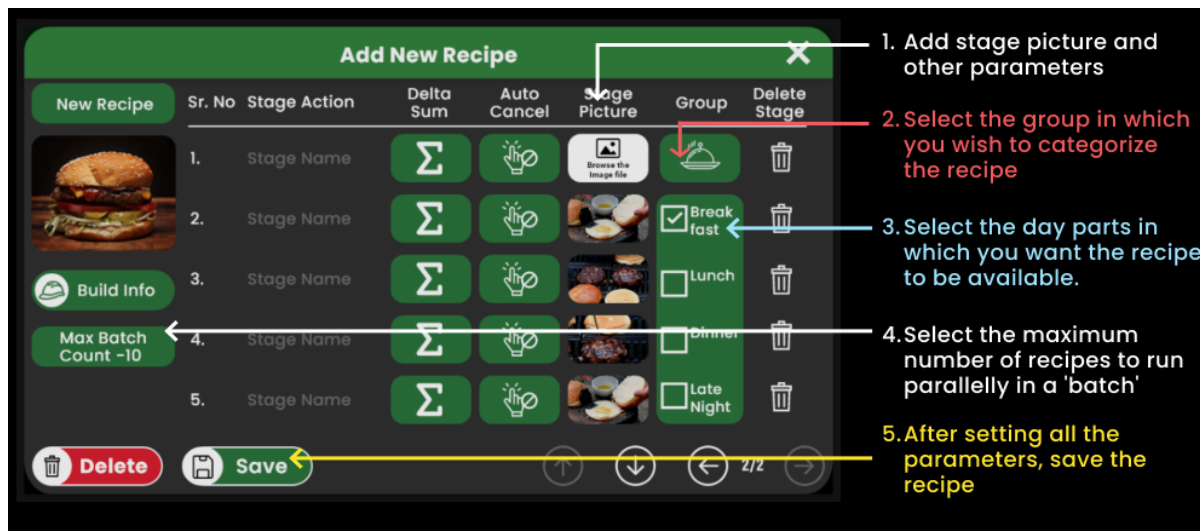 Add New Recipe
New Recipe
Sr. No
Stage Action
Delta
Sum
Auto
Cancel
Stage
Picture
Group
Delete
Stage
1.
Stage Name
Browse the
Image file
2.
Stage Name
Break
fast
3.
Stage Name
Lunch
4.
Stage Name
Dinner
5.
Stage Name
Late
Night
Build Info
Max Batch
Count -10
Delete
Save
2/2
1. Add stage picture and
other parameters
2. Select the group in which
you wish to categorize
the recipe
3. Select the day parts in
which you want the recipe
to be available.
4. Select the maximum
number of recipes to run
parallelly in a 'batch'
5. After setting all the
parameters, save the
recipe